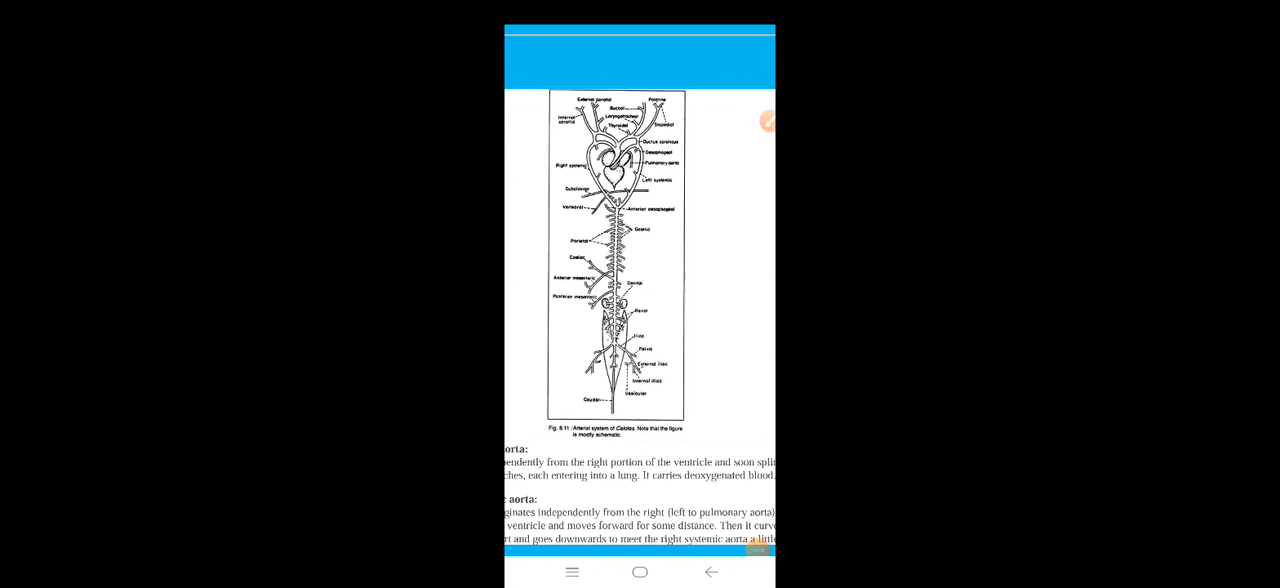 External carotid
Palatine
Buccal
Internal carotid
Laryngotracheal
Thyroidal
Stapedial
Ductus caroticus
Oesophageal
Pulmonary aorta
Right systemic
Left systemic
Subclavian
Vertebral
Anterior oesophageal
Gastric
Parietal
Coeliac
Anterior mesenteric
Genital
Posterior mesenteric
Renal
Iliac
Pelvic
External iliac
Internal iliac
Vesicular
Caudal
Fig. 8.11 : Arterial system of Calotes. Note that the figure
is mostly schematic.
orta:
pendently from the right portion of the ventricle and soon split
ches, each entering into a lung. It carries deoxygenated blood.
c aorta:
ginates independently from the right (left to pulmonary aorta)
ventricle and moves forward for some distance. Then it curve
rt and goes downwards to meet the right systemic aorta a little